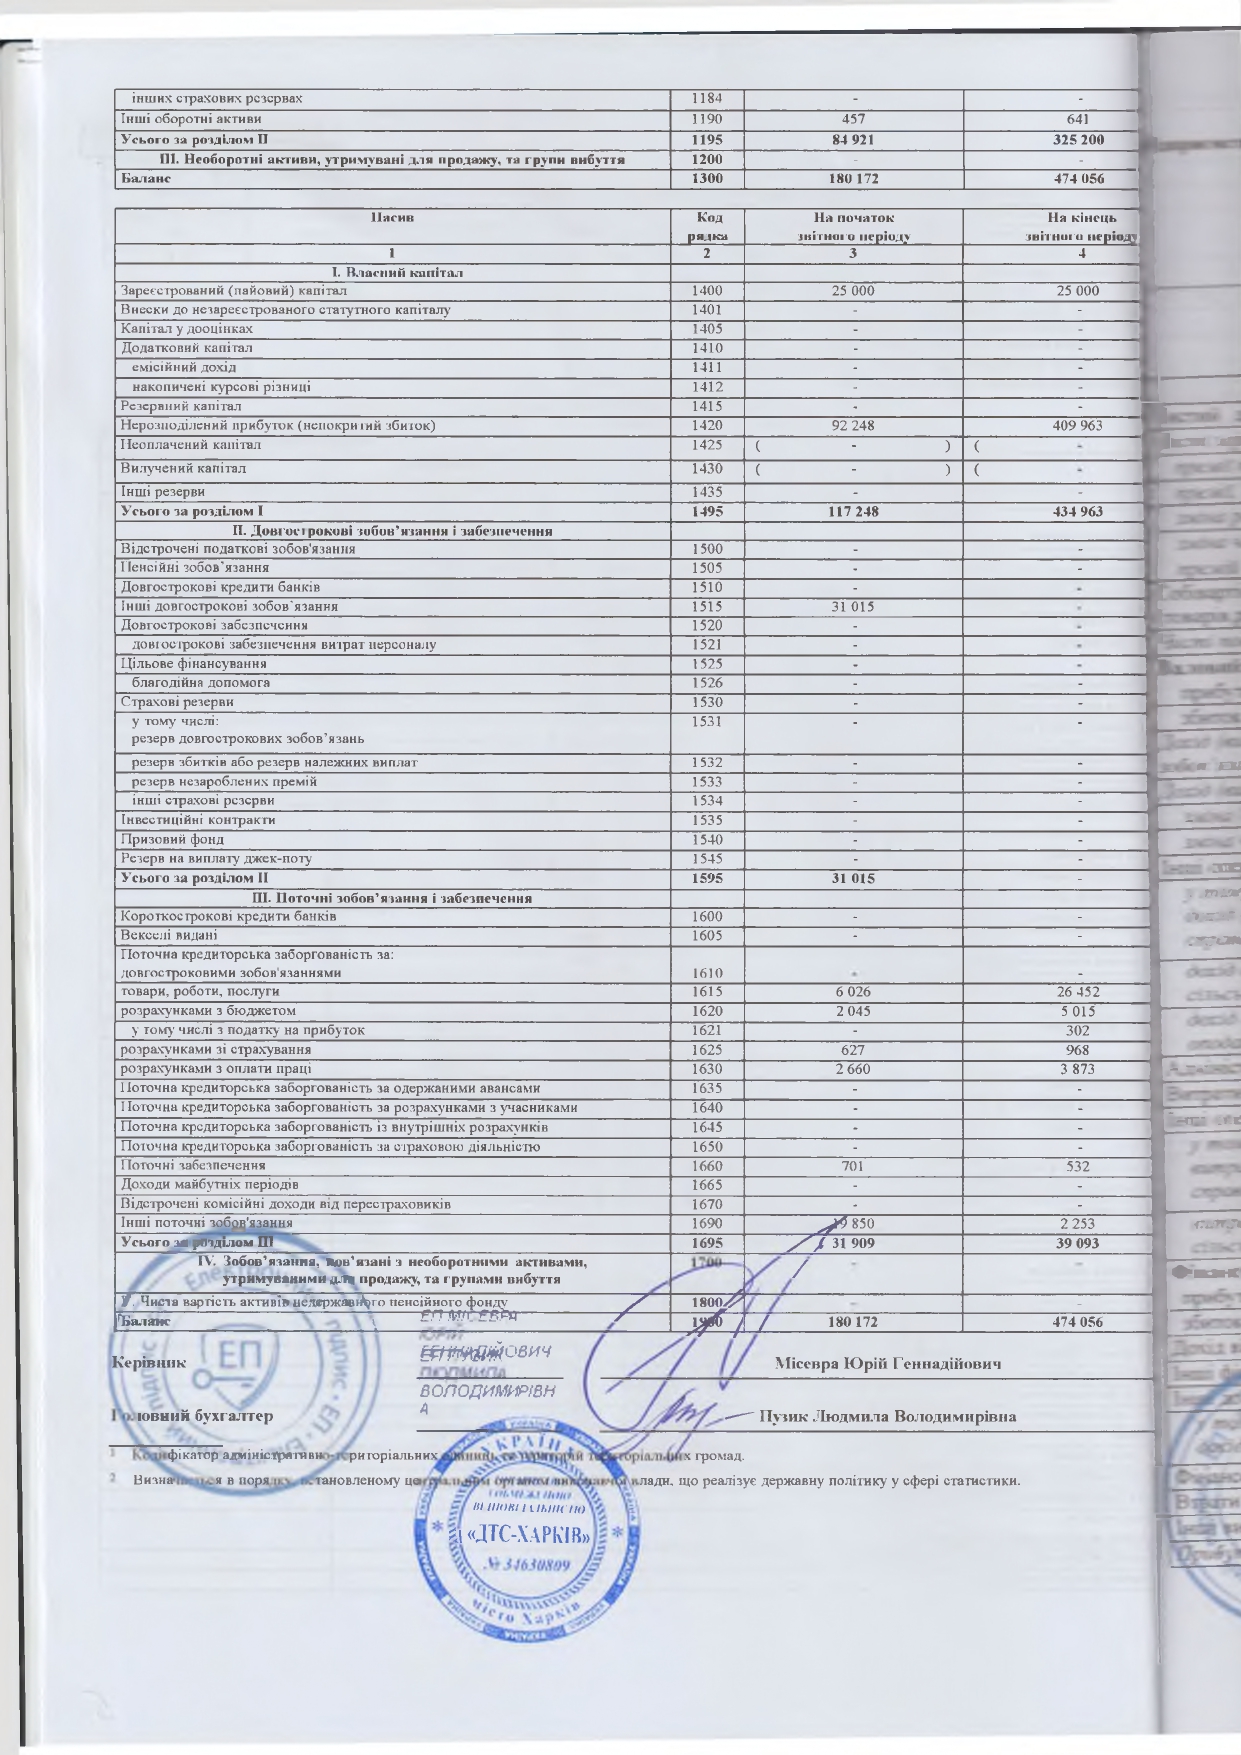 інших страхових резервах 1184 - -
Інші оборотні активи 1190 457 641
Усього за розділом II 1195 84 921 325 200
III. Необоротні активи, утримувані для продажу, та групи вибуття 1200 - -
Баланс 1300 180 172 474 056
Пасив Код рядка На початок звітного періоду На кінець звітного періоду
1 2 3 4
I. Власний капітал
Зареєстрований (пайовий) капітал 1400 25 000 25 000
Внески до незареєстрованого статутного капіталу 1401 - -
Капітал у дооцінках 1405 - -
Додатковий капітал 1410 - -
емісійний дохід 1411 - -
накопичені курсові різниці 1412 - -
Резервний капітал 1415 - -
Нерозподілений прибуток (непокритий збиток) 1420 92 248 409 963
Неоплачений капітал 1425 ( - ) ( -
Вилучений капітал 1430 ( - ) ( -
Інші резерви 1435 - -
Усього за розділом I 1495 117 248 434 963
II. Довгострокові зобов’язання і забезпечення
Відстрочені податкові зобов'язання 1500 - -
Пенсійні зобов’язання 1505 - -
Довгострокові кредити банків 1510 - -
Інші довгострокові зобов’язання 1515 31 015 -
Довгострокові забезпечення 1520 - -
довгострокові забезпечення витрат персоналу 1521 - -
Цільове фінансування 1525 - -
благодійна допомога 1526 - -
Страхові резерви 1530 - -
у тому числі: 1531 - -
резерв довгострокових зобов’язань
резерв збитків або резерв належних виплат 1532 - -
резерв незароблених премій 1533 - -
інші страхові резерви 1534 - -
Інвестиційні контракти 1535 - -
Призовий фонд 1540 - -
Резерв на виплату джек-поту 1545 - -
Усього за розділом II 1595 31 015 -
III. Поточні зобов’язання і забезпечення
Короткострокові кредити банків 1600 - -
Векселі видані 1605 - -
Поточна кредиторська заборгованість за:
довгостроковими зобов'язаннями 1610 - -
товари, роботи, послуги 1615 6 026 26 452
розрахунками з бюджетом 1620 2 045 5 015
у тому числі з податку на прибуток 1621 - 302
розрахунками зі страхування 1625 627 968
розрахунками з оплати праці 1630 2 660 3 873
Поточна кредиторська заборгованість за одержаними авансами 1635 - -
Поточна кредиторська заборгованість за розрахунками з учасниками 1640 - -
Поточна кредиторська заборгованість із внутрішніх розрахунків 1645 - -
Поточна кредиторська заборгованість за страховою діяльністю 1650 - -
Поточні забезпечення 1660 701 532
Доходи майбутніх періодів 1665 - -
Відстрочені комісійні доходи від перестраховиків 1670 - -
Інші поточні зобов'язання 1690 19 850 2 253
Усього за розділом III 1695 31 909 39 093
IV. Зобов’язання, пов’язані з необоротними активами, 1700 - -
утримуваними для продажу, та групами вибуття
V. Чиста вартість активів недержавного пенсійного фонду 1800 - -
Баланс 1900 180 172 474 056
ЕП МІСЕВРА
ЮРІЙ
ГЕННАДІЙОВИЧ
Керівник Місевра Юрій Геннадійович
ЛЮДМИЛА
ВОЛОДИМИРІВН
А
Головний бухгалтер Пузик Людмила Володимирівна
1 Кодифікатор адміністративно-територіальних одиниць та територій територіальних громад.
2 Визначається в порядку, встановленому центральним органом виконавчої влади, що реалізує державну політику у сфері статистики.
ЕП
УКРАЇНА
ВІДПОВІДАЛЬНІСТЮ
«ДТС-ХАРКІВ»
№ 34630809
місто Харків